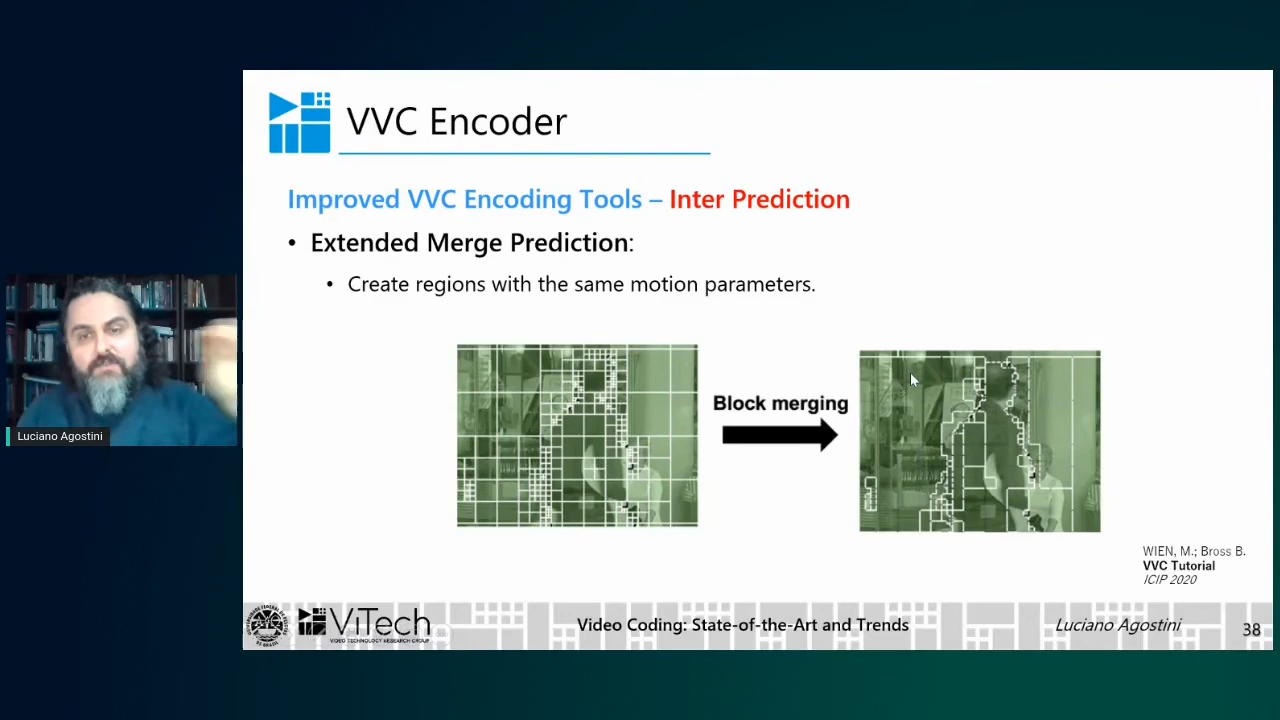 VVC Encoder
Improved VVC Encoding Tools – Inter Prediction
• Extended Merge Prediction:
• Create regions with the same motion parameters.
Block merging
Luciano Agostini
WIEN, M.; Bross B.
VVC Tutorial
ICIP 2020
ViTech
VIDEO TECHNOLOGY RESEARCH GROUP
Video Coding: State-of-the-Art and Trends
Luciano Agostini
38